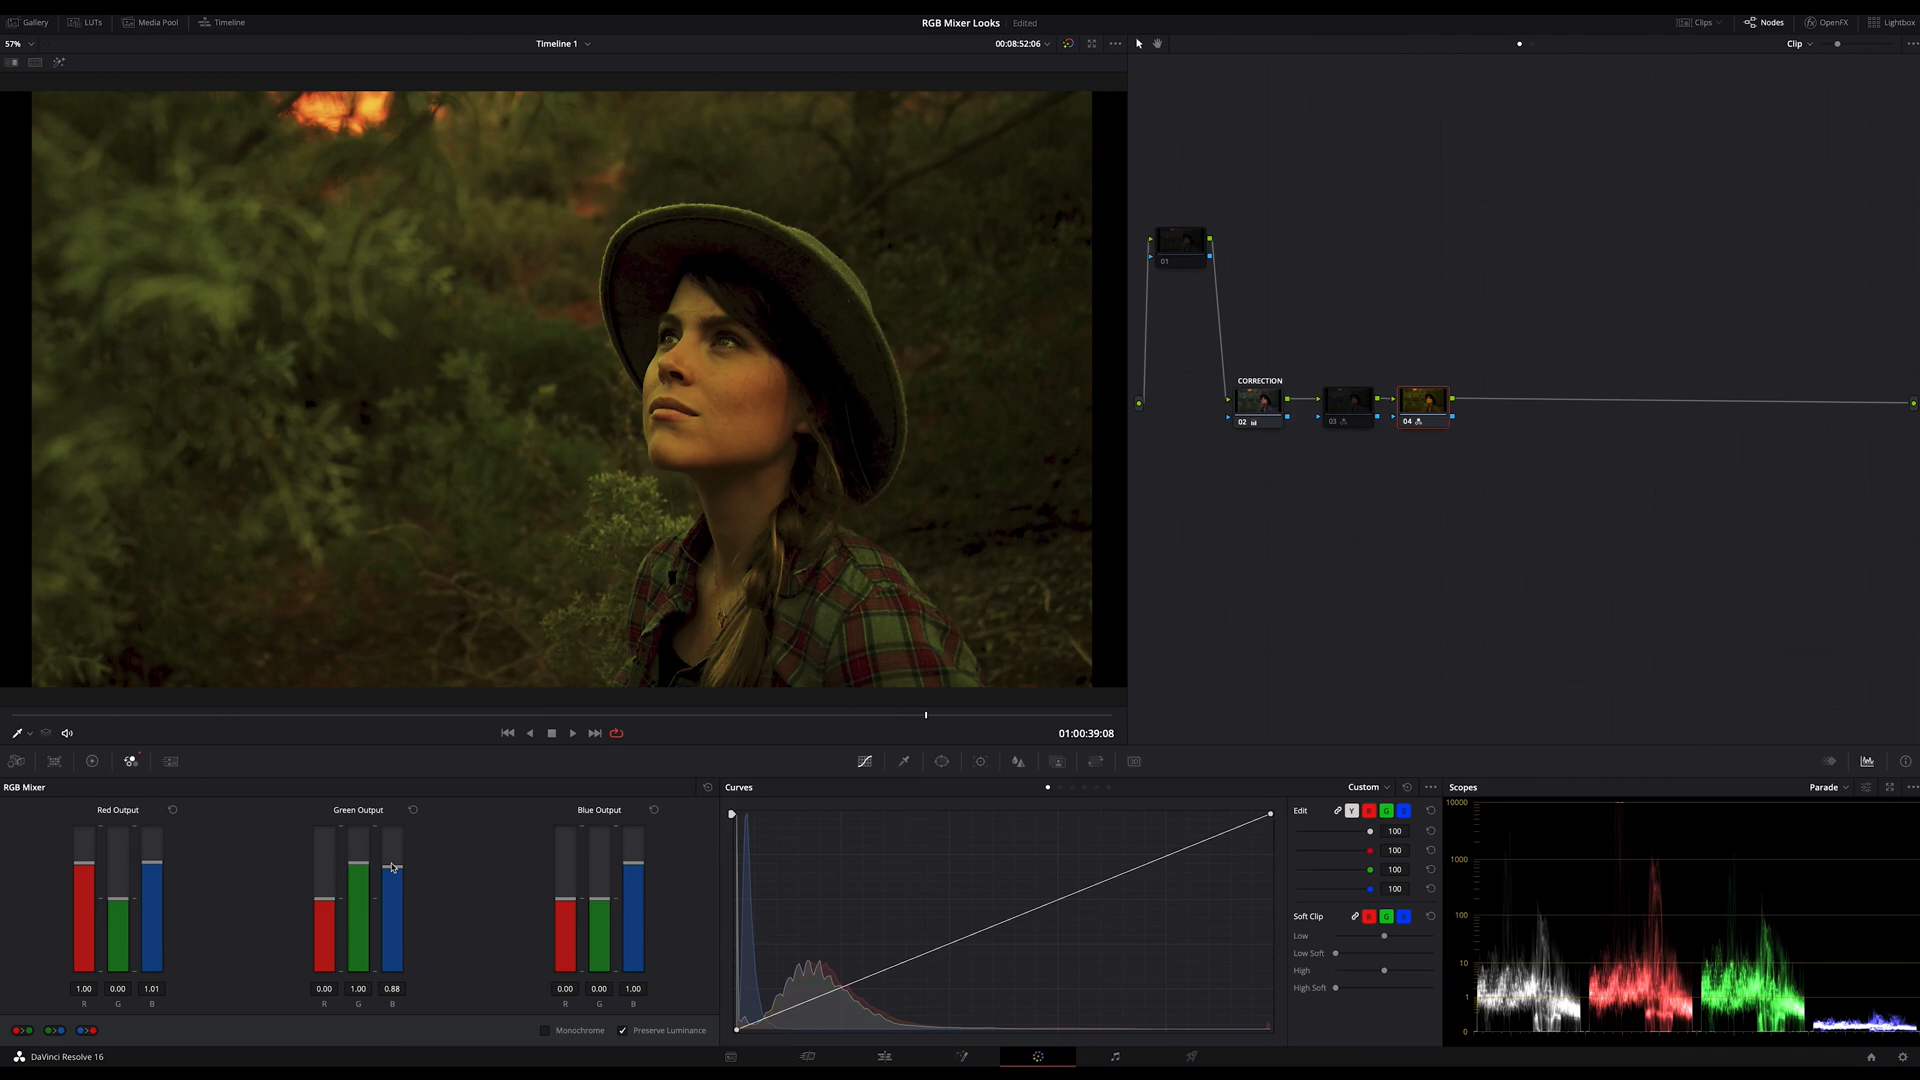 Gallery LUTs Media Pool Timeline RGB Mixer Looks Edited Clips Nodes fx OpenFX Lightbox
57% Timeline 1 00:08:52:06 Clip
01
CORRECTION
02 03 04
01:00:39:08
RGB Mixer Curves Custom Scopes Parade
Red Output Green Output Blue Output
Edit Y R G B
100
100
100
100
Soft Clip R G B
Low
Low Soft
High
High Soft
10000
1000
100
10
1
0
1.00 0.00 1.01 0.00 1.00 0.88 0.00 0.00 1.00
R G B R G B R G B
Monochrome Preserve Luminance
DaVinci Resolve 16